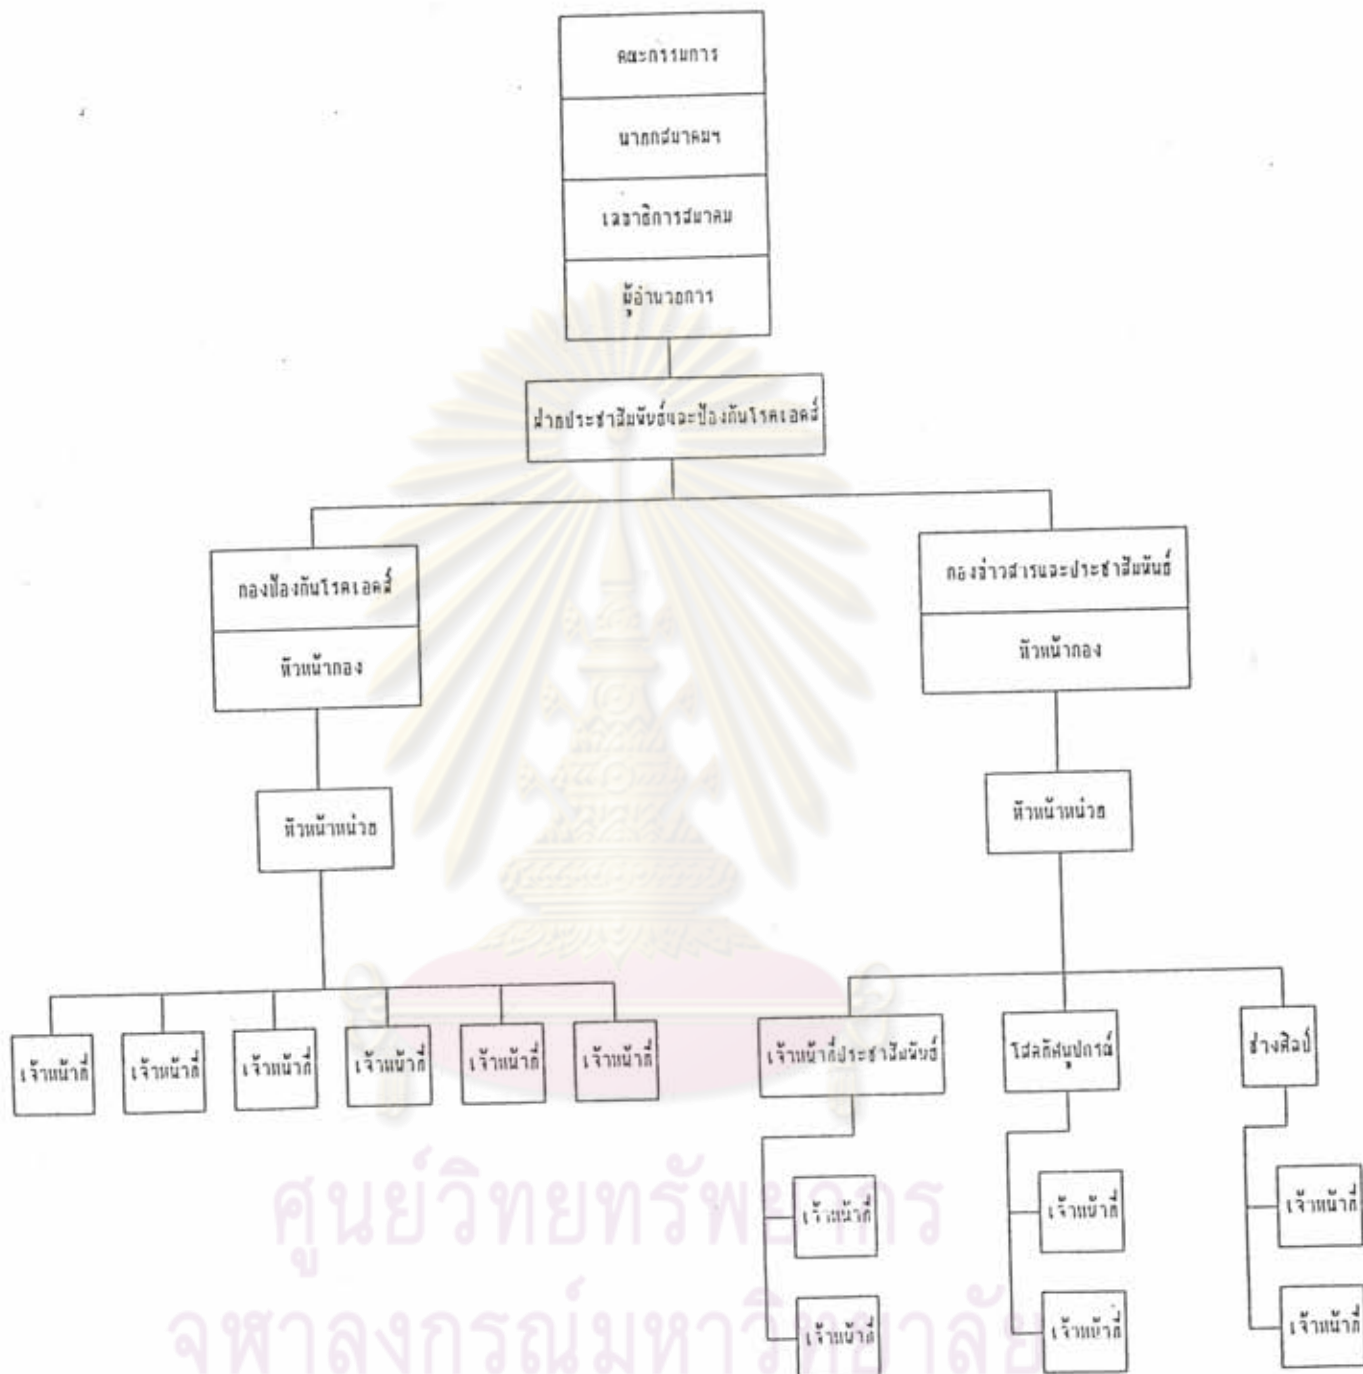 คณะกรรมการ
นายกสมาคมฯ
เลขาธิการสมาคม
ผู้อำนวยการ
ฝ่ายประชาสัมพันธ์และป้องกันโรคเอดส์
กองป้องกันโรคเอดส์
หัวหน้ากอง
หัวหน้าหน่วย
เจ้าหน้าที่
เจ้าหน้าที่
เจ้าหน้าที่
เจ้าหน้าที่
เจ้าหน้าที่
เจ้าหน้าที่
กองข่าวสารและประชาสัมพันธ์
หัวหน้ากอง
หัวหน้าหน่วย
เจ้าหน้าที่ประชาสัมพันธ์
โสตทัศนูปกรณ์
ช่างศิลป์
เจ้าหน้าที่
เจ้าหน้าที่
เจ้าหน้าที่
เจ้าหน้าที่
เจ้าหน้าที่
เจ้าหน้าที่
ศูนย์วิทยทรัพยากร
จุฬาลงกรณ์มหาวิทยาลัย